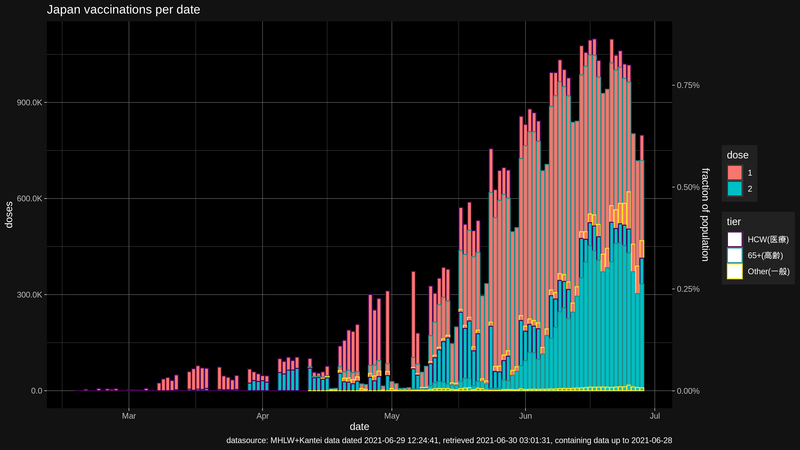 Japan vaccinations per date
doses
900.0K
600.0K
300.0K
0.0
0.75%
0.50%
0.25%
0.00%
fraction of population
Mar
Apr
May
Jun
Jul
date
dose
1
2
tier
HCW(医療)
65+(高齢)
Other(一般)
datasource: MHLW+Kantei data dated 2021-06-29 12:24:41, retrieved 2021-06-30 03:01:31, containing data up to 2021-06-28